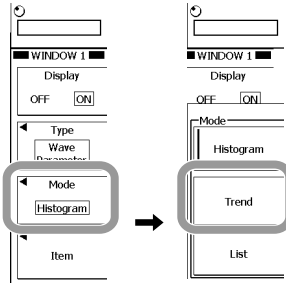 WINDOW 1
Display
OFF ON
Type
Wave
Parameter
Mode
Histogram
Item
WINDOW 1
Display
OFF ON
Mode
Histogram
Trend
List